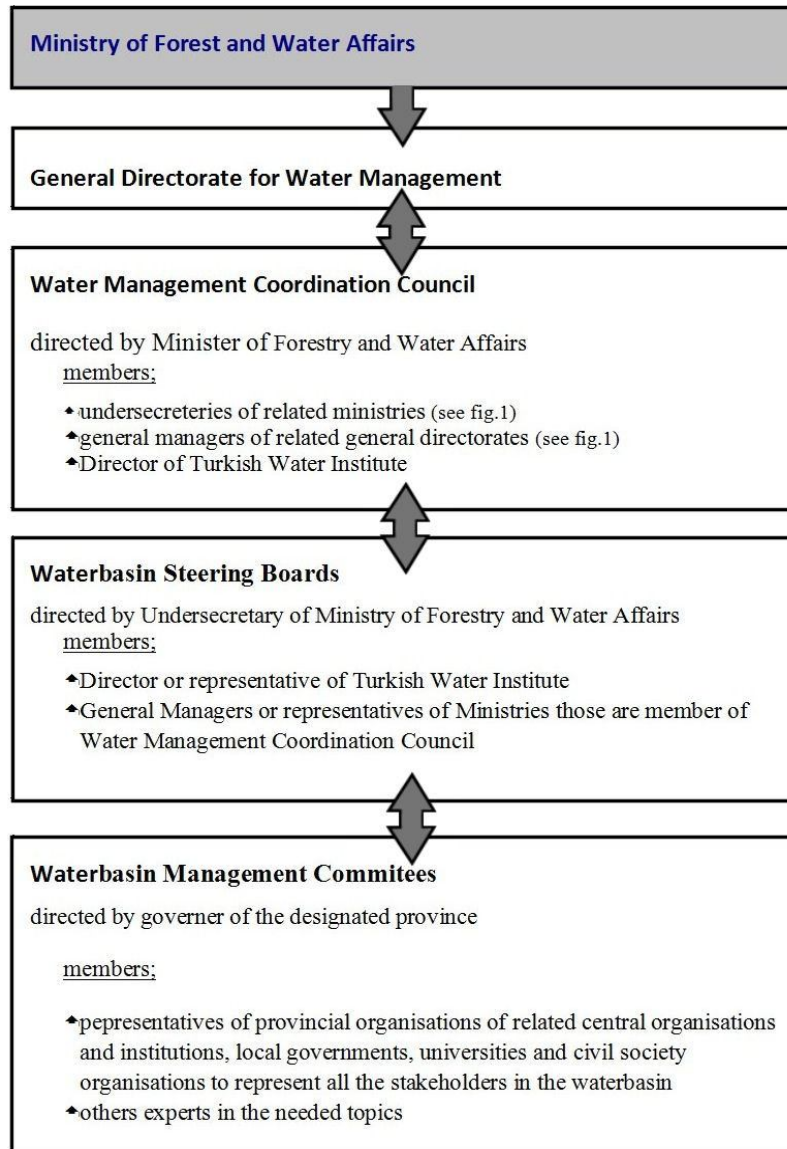 Ministry of Forest and Water Affairs
General Directorate for Water Management
Water Management Coordination Council
directed by Minister of Forestry and Water Affairs
members;
undersecreteries of related ministries (see fig.1)
general managers of related general directorates (see fig.1)
Director of Turkish Water Institute
Waterbasin Steering Boards
directed by Undersecretary of Ministry of Forestry and Water Affairs
members;
Director or representative of Turkish Water Institute
General Managers or representatives of Ministries those are member of
Water Management Coordination Council
Waterbasin Management Commitees
directed by governer of the designated province
members;
pepresentatives of provincial organisations of related central organisations
and institutions, local governments, universities and civil society
organisations to represent all the stakeholders in the waterbasin
others experts in the needed topics